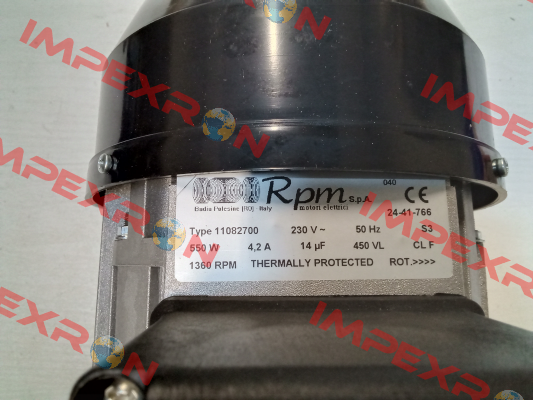 040
Rpm S.p.A.
Badia Polesine [RO] - Italy motori elettrici
24-41-766
Type 11082700 230 V ~ 50 Hz S3
550 W 4,2 A 14 µF 450 VL CL F
1360 RPM THERMALLY PROTECTED ROT.>>>>
IMPEXRON
IMPEXRON
IMPEXRON
IMPEXRON
IMPEXRON